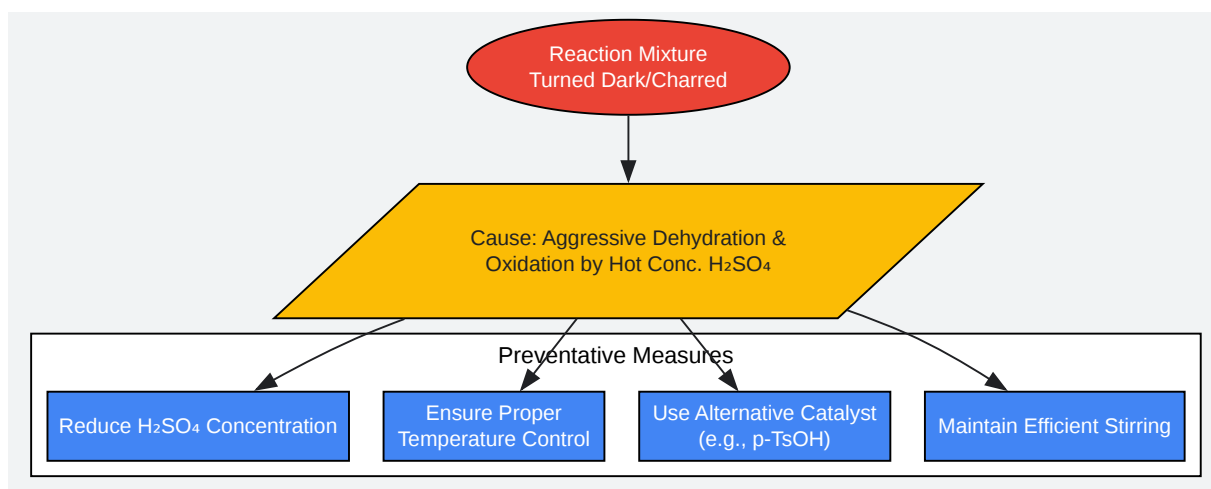 Reaction Mixture
Turned Dark/Charred
Cause: Aggressive Dehydration &
Oxidation by Hot Conc. H₂SO₄
Preventative Measures
Reduce H₂SO₄ Concentration
Ensure Proper
Temperature Control
Use Alternative Catalyst
(e.g., p-TsOH)
Maintain Efficient Stirring